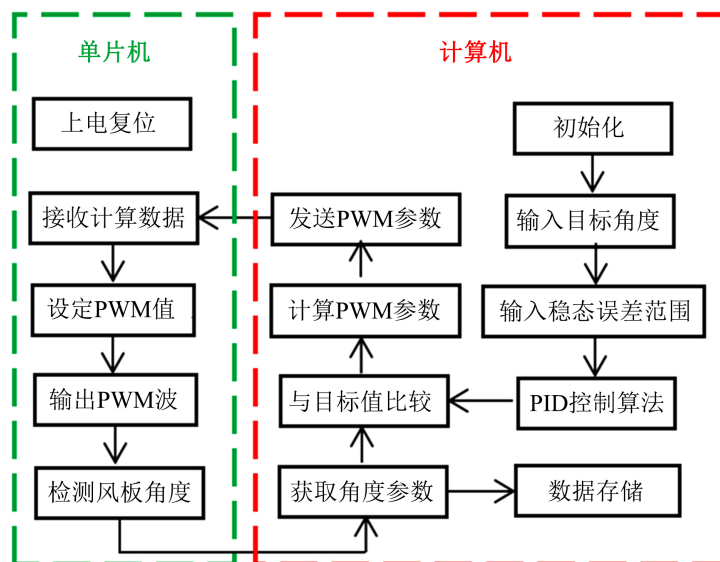 单片机
上电复位
接收计算数据
设定PWM值
输出PWM波
检测风板角度
计算机
初始化
输入目标角度
输入稳态误差范围
PID控制算法
发送PWM参数
计算PWM参数
与目标值比较
获取角度参数
数据存储